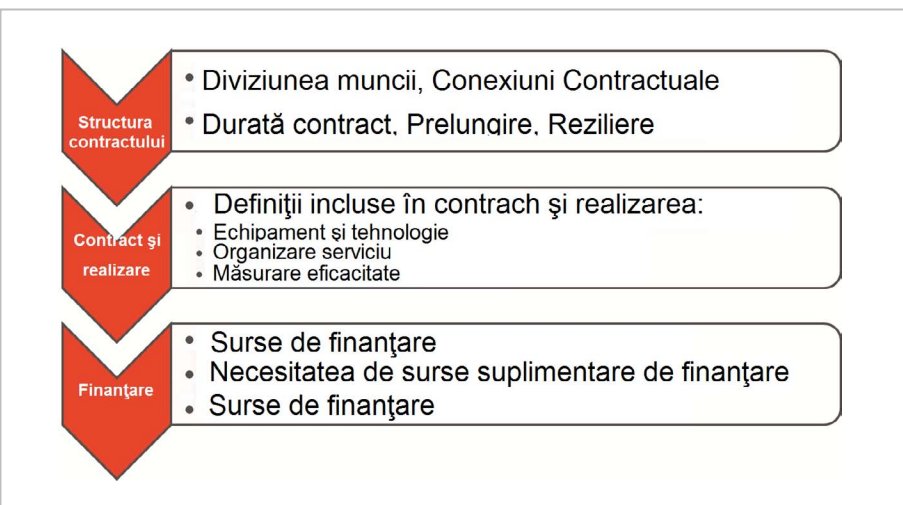 Structura
contractului
• Diviziunea muncii, Conexiuni Contractuale
• Durată contract, Prelungire, Reziliere
Contract şi
realizare
• Definiţii incluse în contrach şi realizarea:
• Echipament si tehnologie
• Organizare serviciu
• Măsurare eficacitate
Finanţare
• Surse de finanţare
• Necesitatea de surse suplimentare de finanţare
• Surse de finanţare